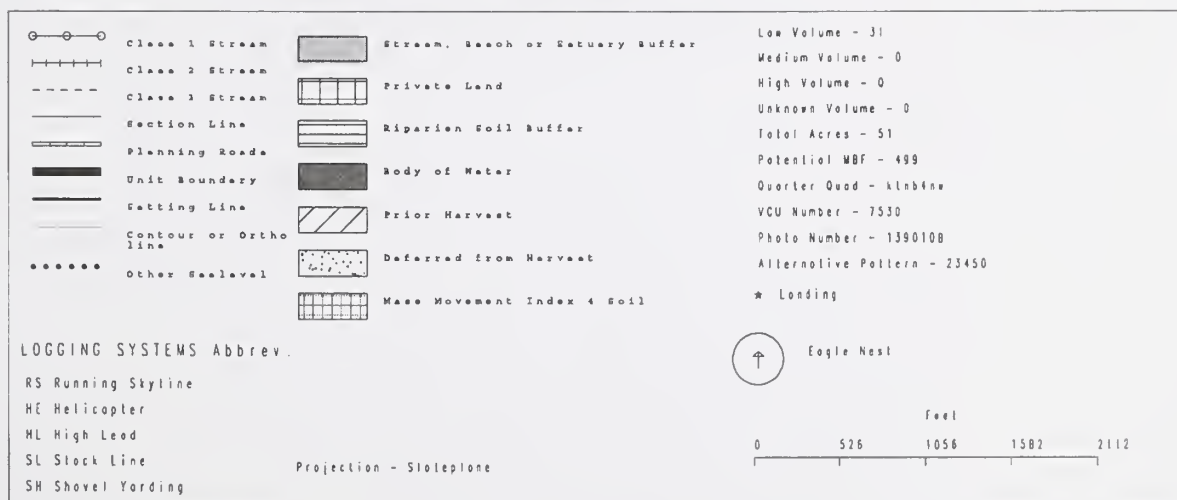 Class 1 Stream
Class 2 Stream
Class 3 Stream
Section Line
Planning Roads
Unit Boundary
Setting Line
Contour or Ortho
line
Other Sealevel
Stream, Beach or Estuary Buffer
Private Land
Riparian Soil Buffer
Body of Water
Prior Harvest
Deferred from Harvest
Mass Movement Index 4 Soil
Low Volume - 31
Medium Volume - 0
High Volume - 0
Unknown Volume - 0
Total Acres - 51
Potential MBF - 499
Quarter Quad - ktnb4nw
VCU Number - 7530
Photo Number - 1390108
Alternative Pattern - 23450
★ Landing
Eagle Nest
LOGGING SYSTEMS Abbrev.
RS Running Skyline
HE Helicopter
HL High Lead
SL Slack Line
SH Shovel Yarding
Projection - Stateplane
Feet
0 526 1056 1582 2112